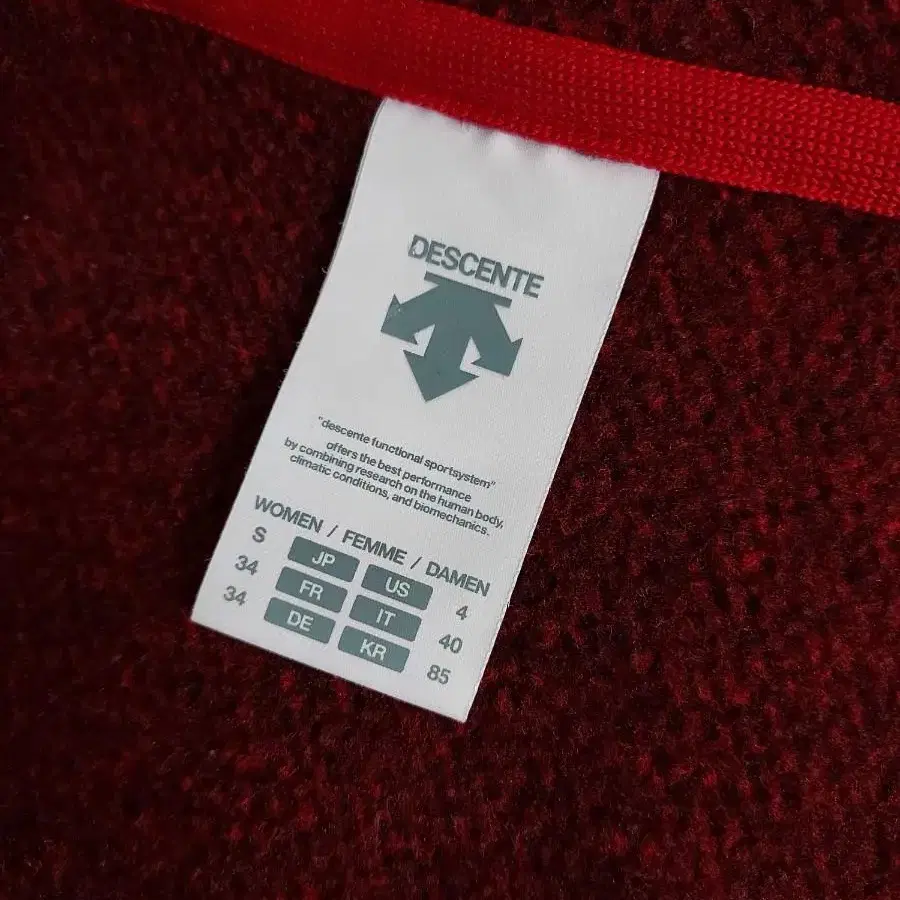 DESCENTE
"descente functional sportsystem"
offers the best performance
by combining research on the human body,
climatic conditions, and biomechanics.
WOMEN / FEMME / DAMEN
S JP US 4
34 FR IT 40
34 DE KR 85